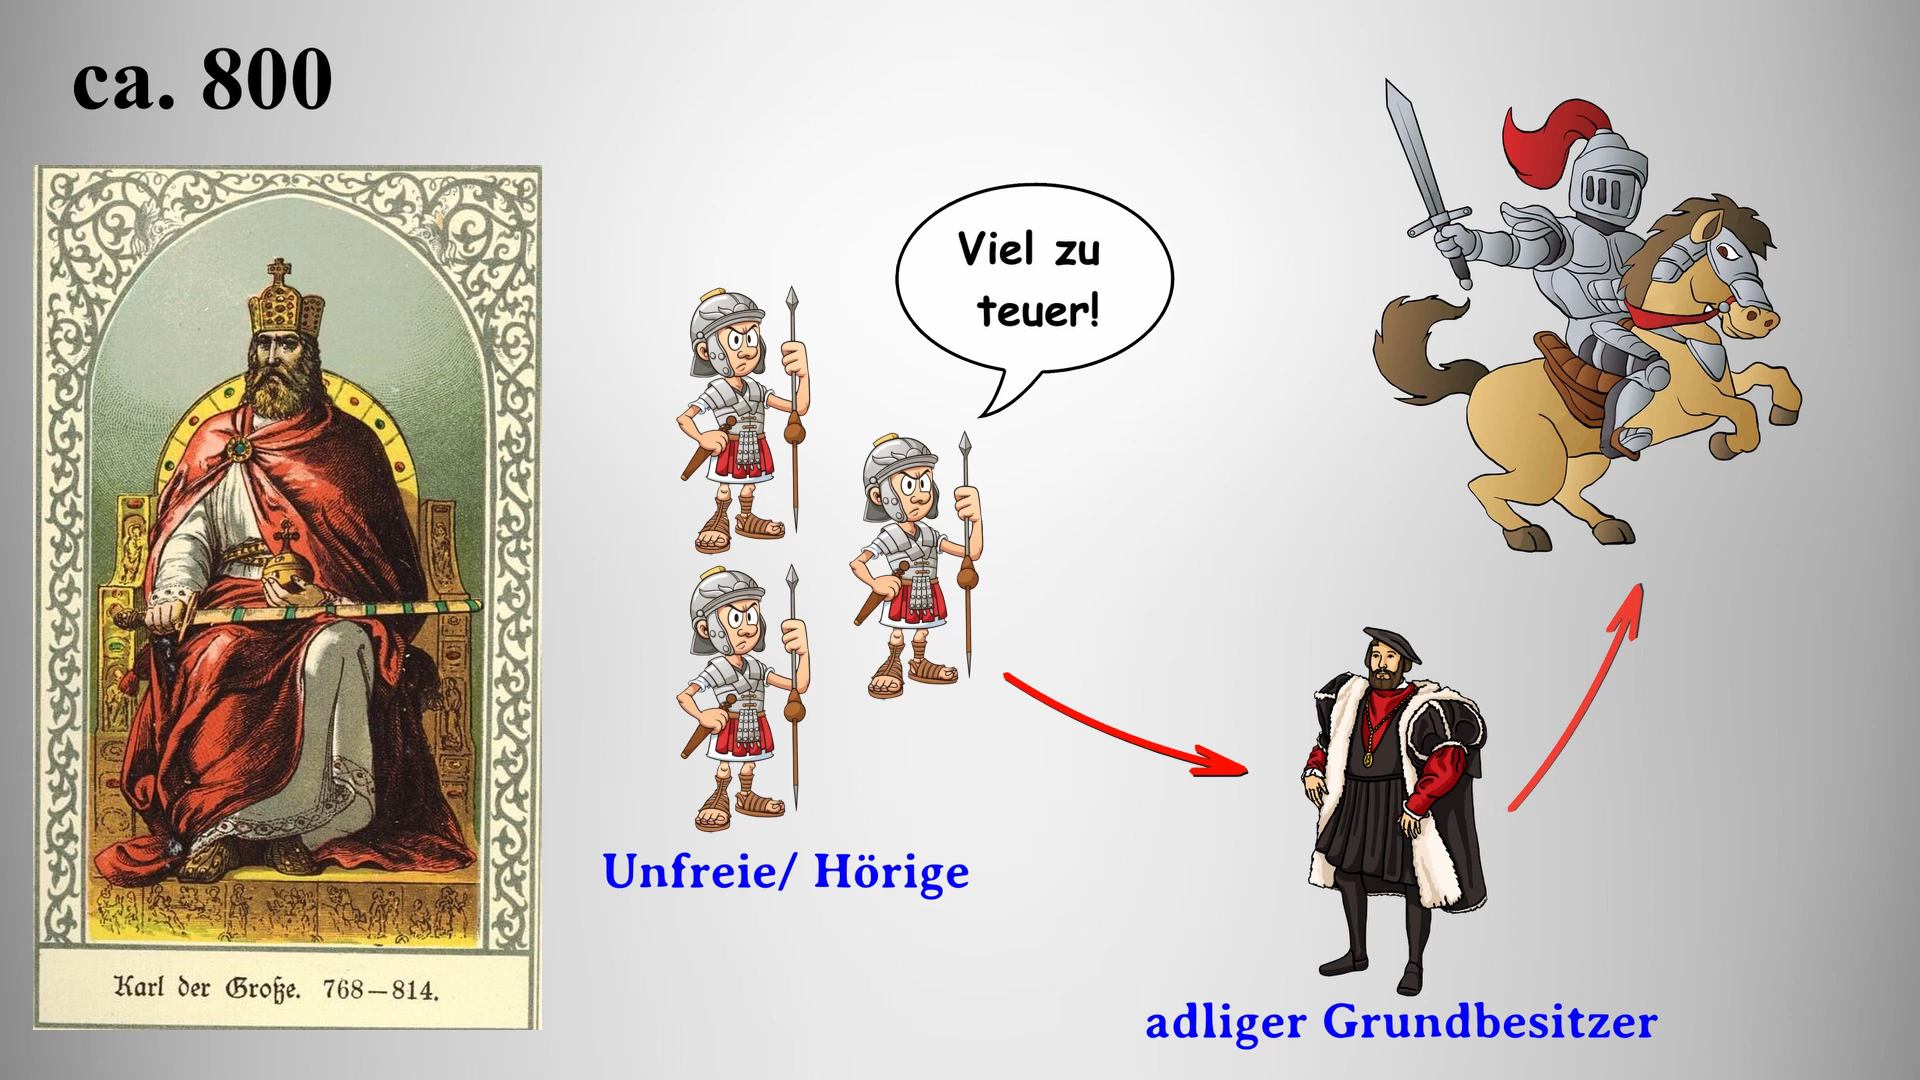 ca. 800
Viel zu
teuer!
Unfreie/ Hörige
Karl der Große. 768–814.
adliger Grundbesitzer